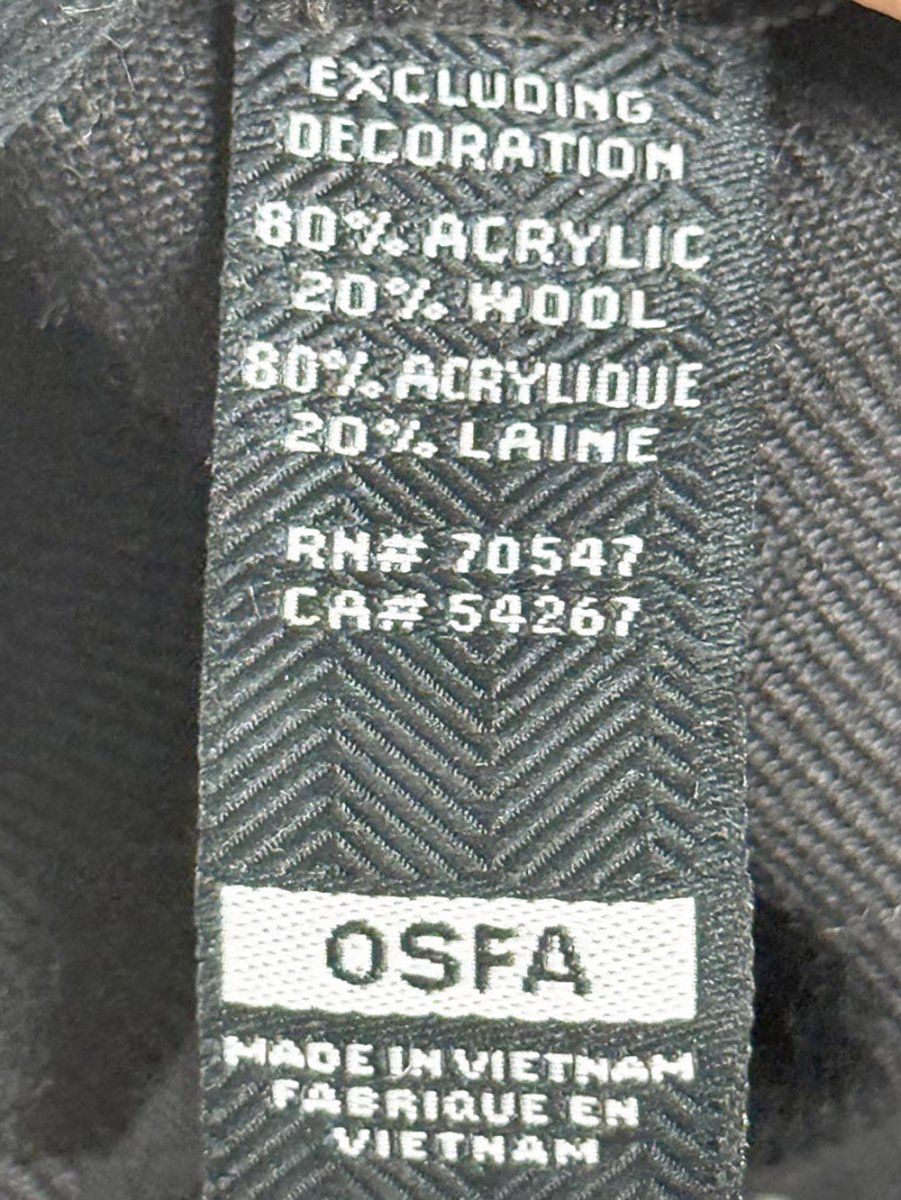 EXCLUDING
DECORATION
80% ACRYLIC
20% WOOL
80% ACRYLIQUE
20% LAINE
RN# 70547
CA# 54267
OSFA
MADE IN VIETNAM
FABRIQUE EN
VIETNAM